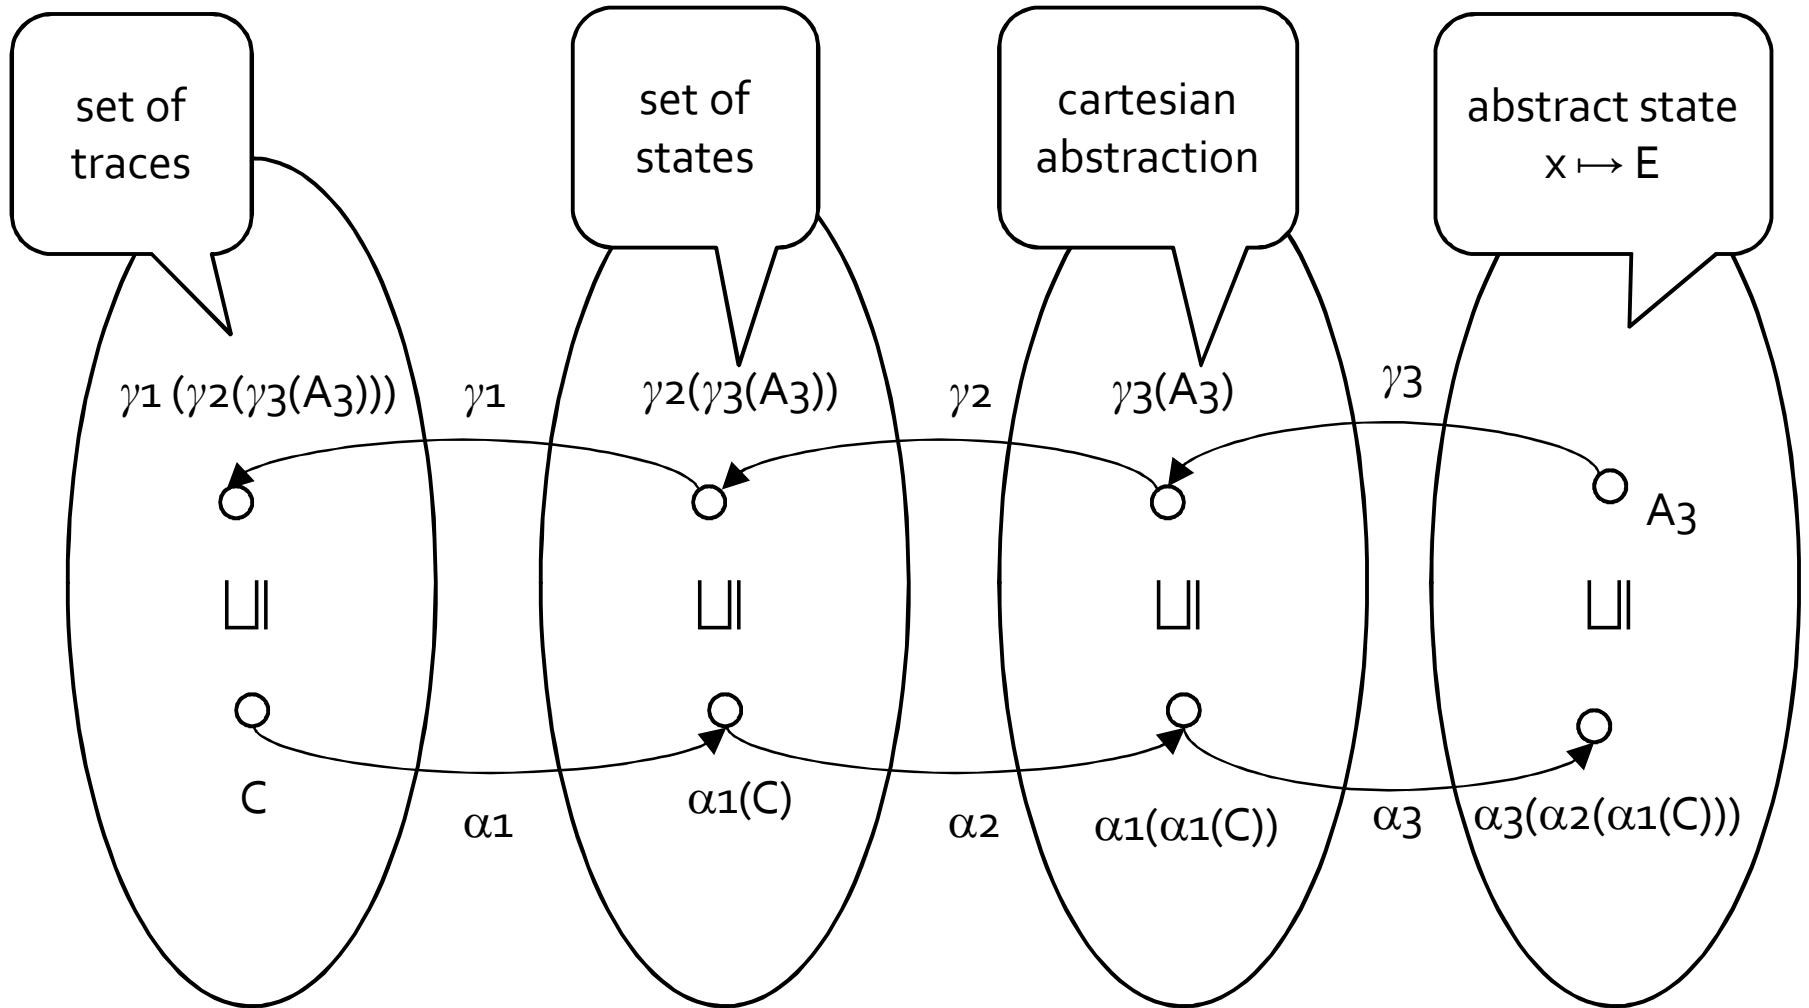 set of
traces
set of
states
cartesian
abstraction
abstract state
x ↦ E
γ1 (γ2(γ3(A3)))
γ1
γ2(γ3(A3))
γ2
γ3(A3)
γ3
A3
⊔||
⊔||
⊔||
⊔||
C
α1
α1(C)
α2
α1(α1(C))
α3
α3(α2(α1(C)))